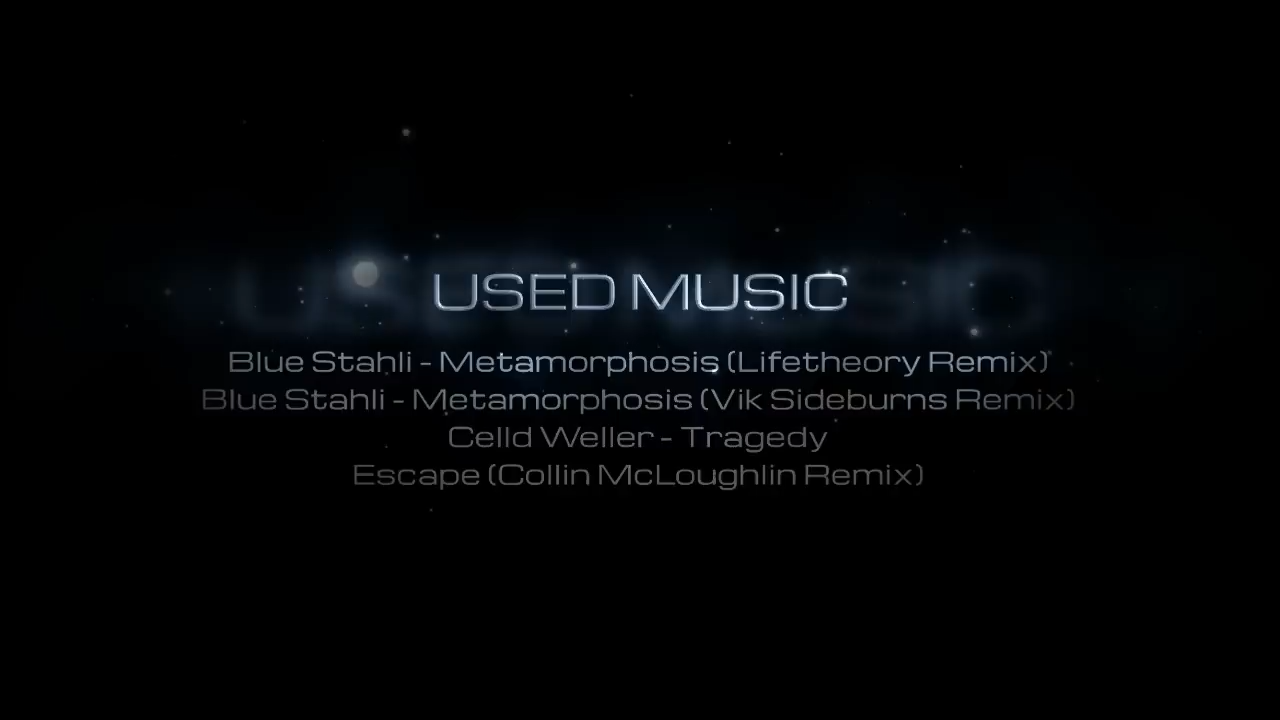 USED MUSIC
Blue Stahli - Metamorphosis (Lifetheory Remix)
Blue Stahli - Metamorphosis (Vik Sideburns Remix)
Celld Weller - Tragedy
Escape (Collin McLoughlin Remix)